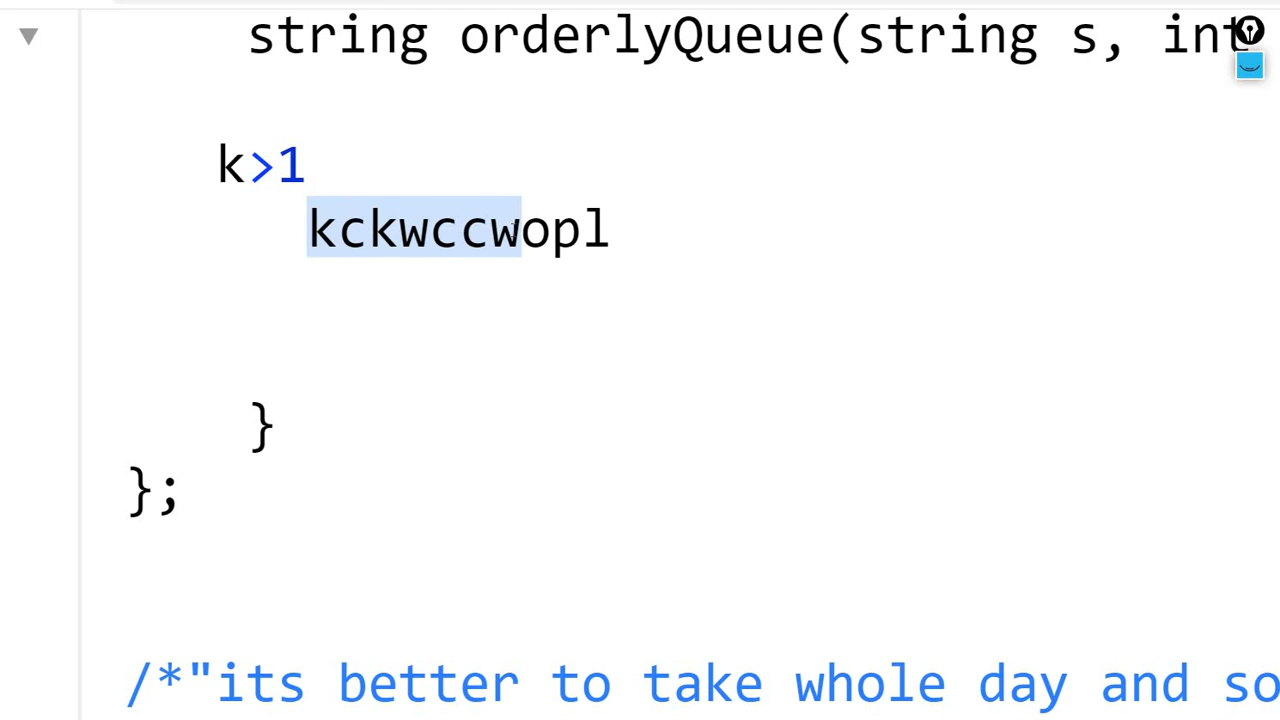 string orderlyQueue(string s, int
k>1
kckwccwopl
}
};
/*"its better to take whole day and so